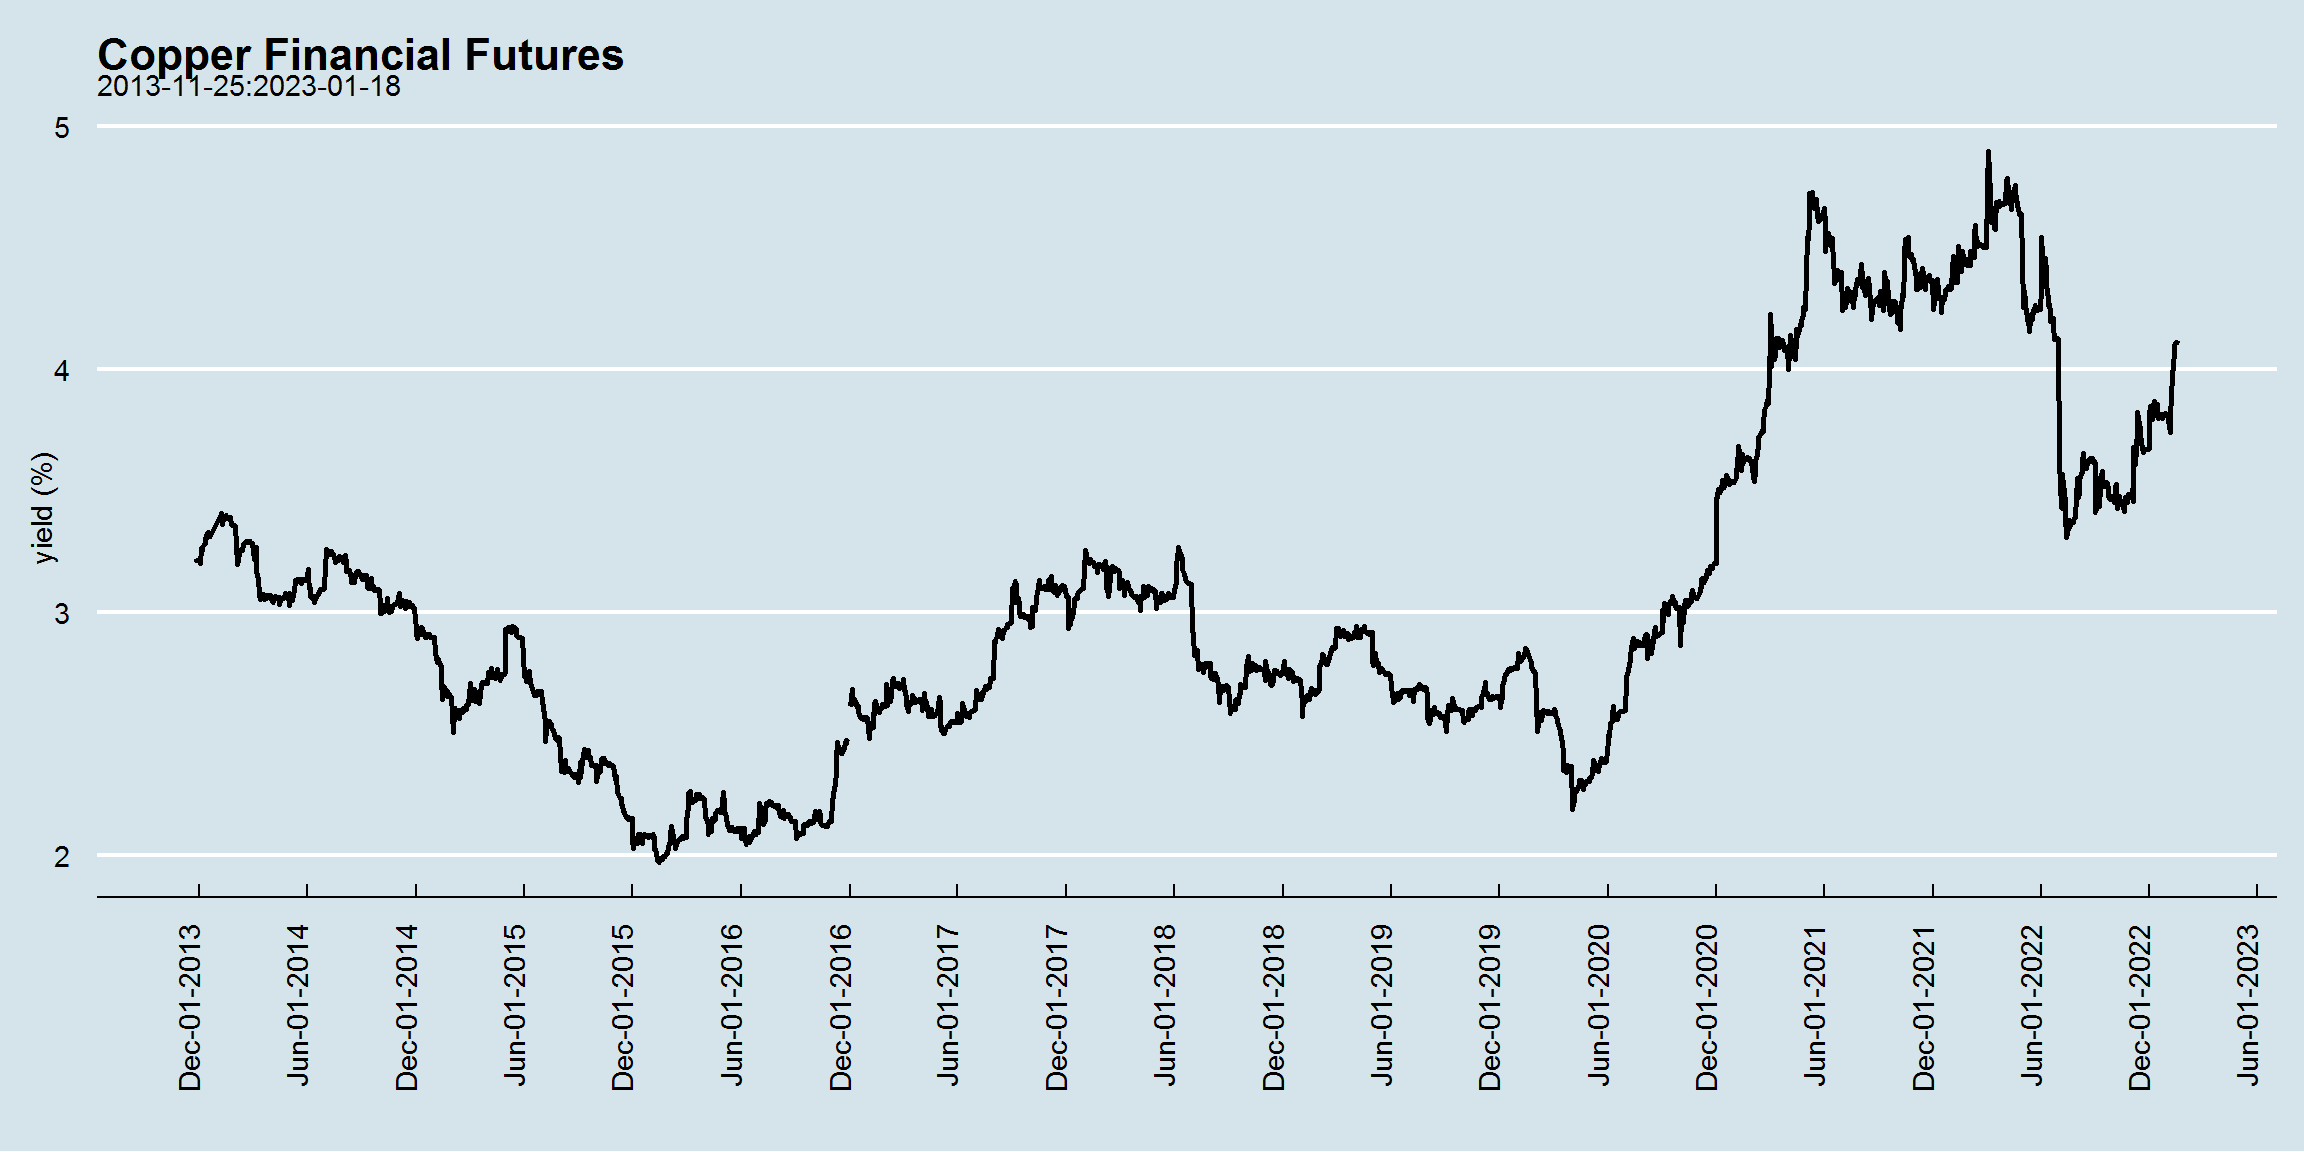 Copper Financial Futures
2013-11-25:2023-01-18
5
4
3
2
yield (%)
Dec-01-2013
Jun-01-2014
Dec-01-2014
Jun-01-2015
Dec-01-2015
Jun-01-2016
Dec-01-2016
Jun-01-2017
Dec-01-2017
Jun-01-2018
Dec-01-2018
Jun-01-2019
Dec-01-2019
Jun-01-2020
Dec-01-2020
Jun-01-2021
Dec-01-2021
Jun-01-2022
Dec-01-2022
Jun-01-2023